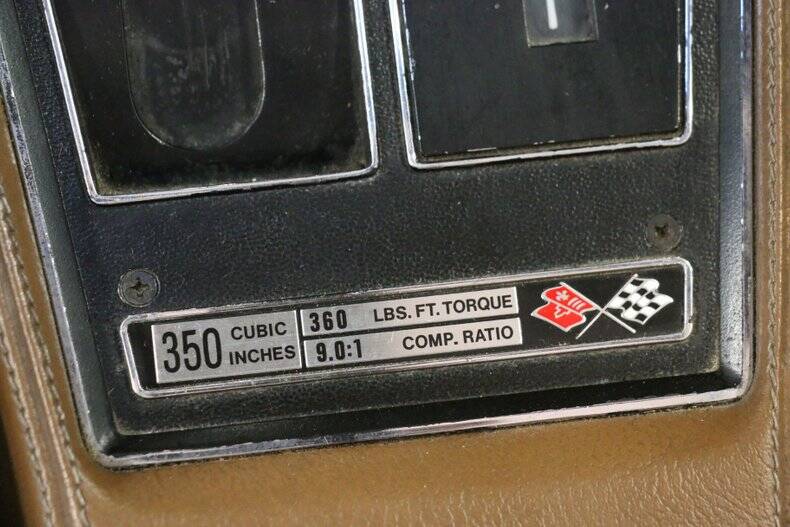 350 CUBIC INCHES
360 LBS. FT. TORQUE
9.0:1 COMP. RATIO